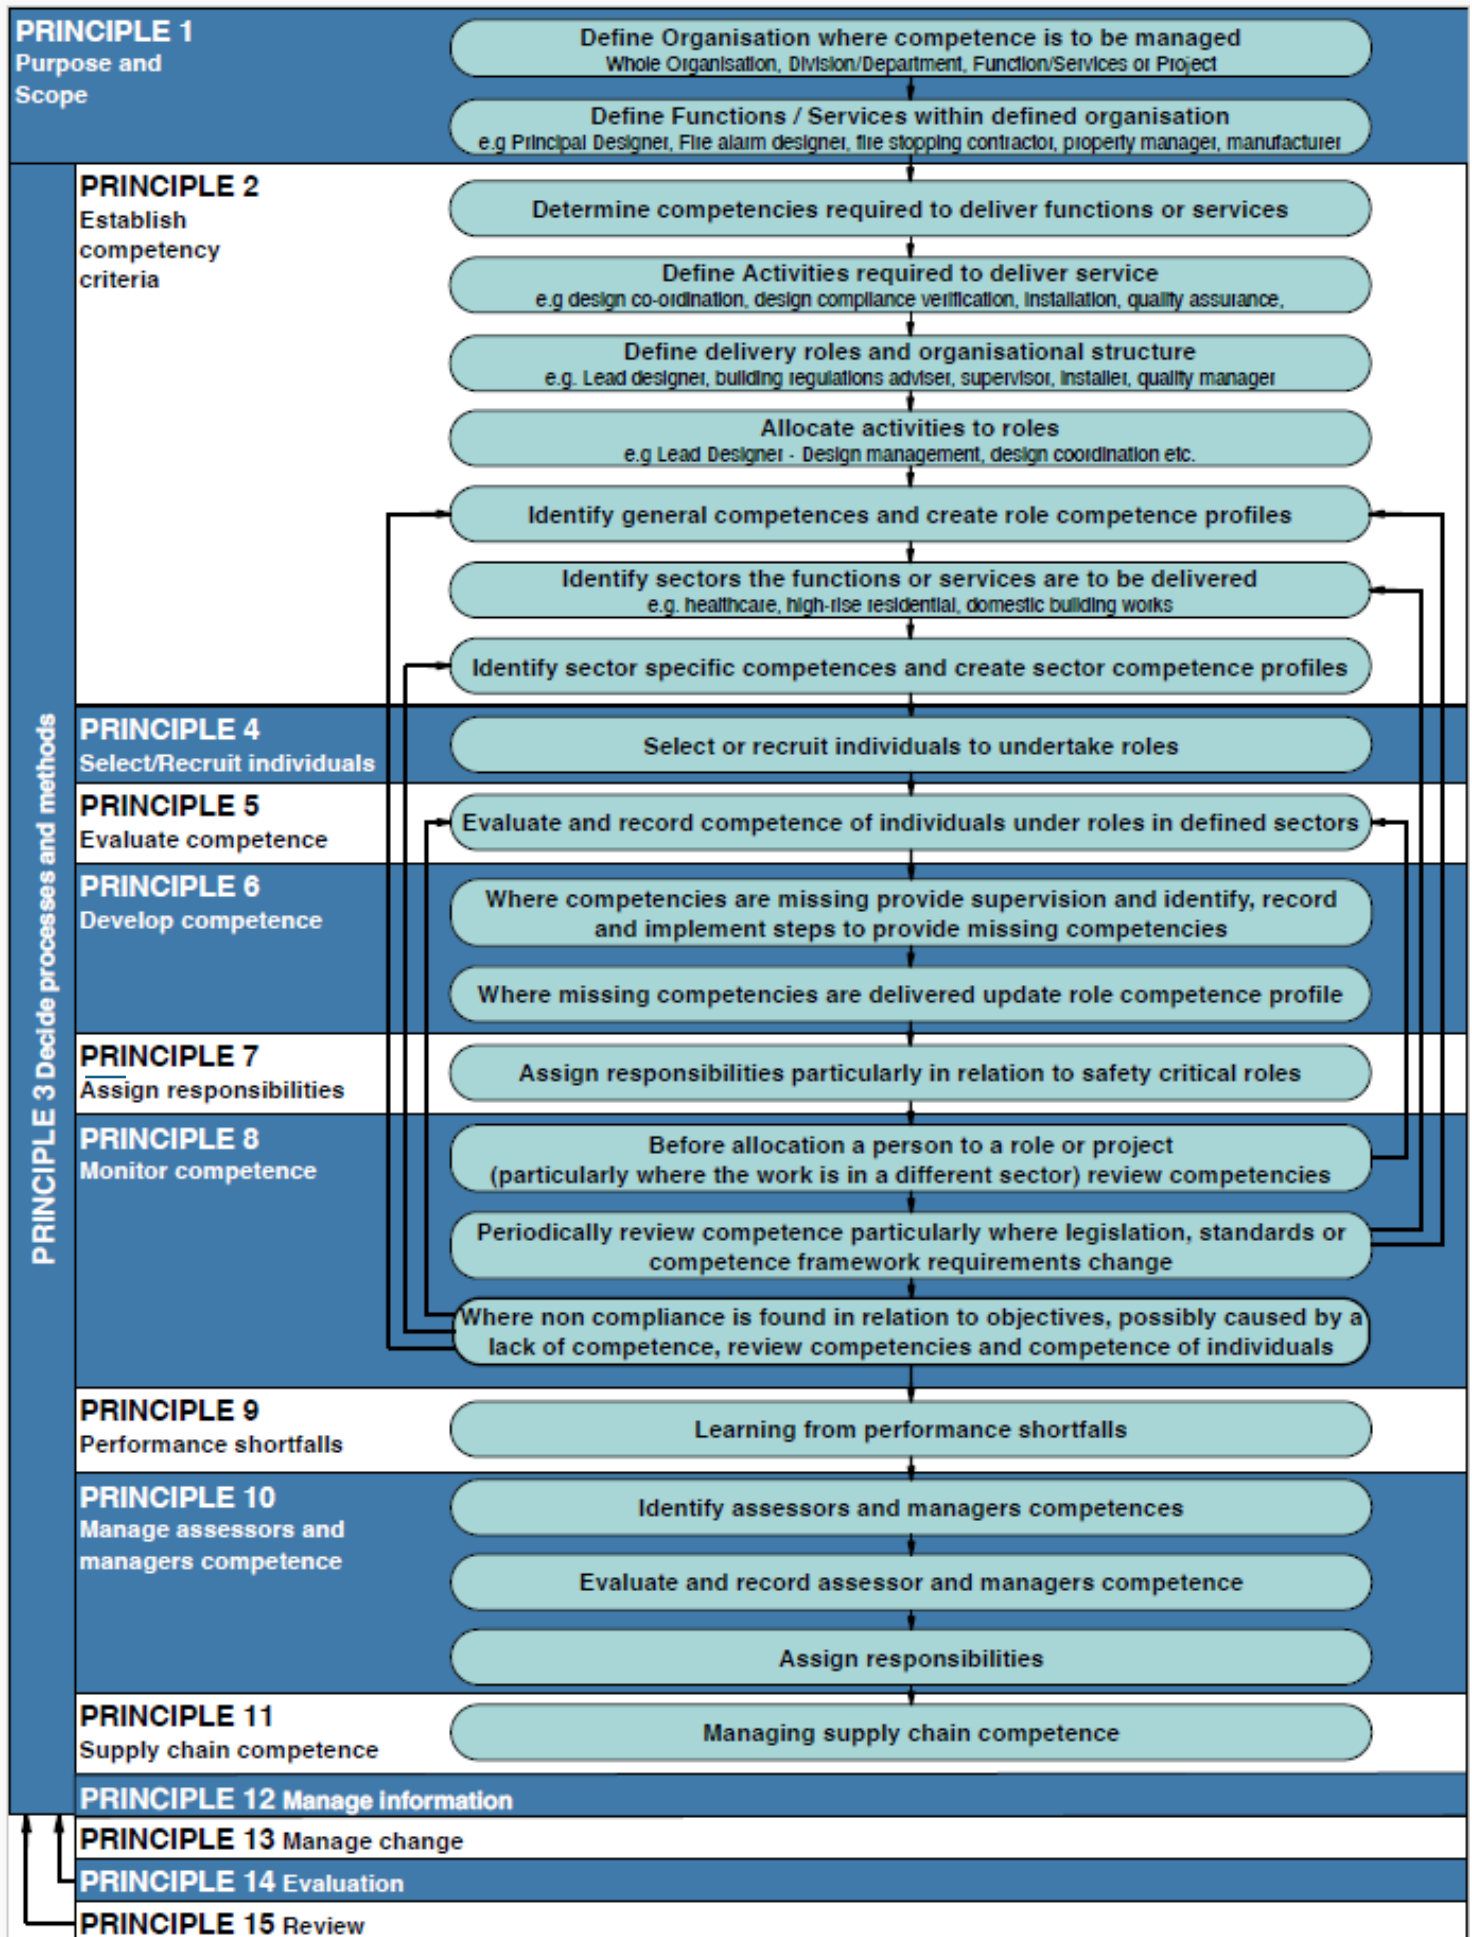 PRINCIPLE 1
Purpose and
Scope
Define Organisation where competence is to be managed
Whole Organisation, Division/Department, Function/Services or Project
Define Functions / Services within defined organisation
e.g Principal Designer, Fire alarm designer, fire stopping contractor, property manager, manufacturer
PRINCIPLE 3 Decide processes and methods
PRINCIPLE 2
Establish
competency
criteria
Determine competencies required to deliver functions or services
Define Activities required to deliver service
e.g design co-ordination, design compliance verification, installation, quality assurance,
Define delivery roles and organisational structure
e.g. Lead designer, building regulations adviser, supervisor, installer, quality manager
Allocate activities to roles
e.g Lead Designer - Design management, design coordination etc.
Identify general competences and create role competence profiles
Identify sectors the functions or services are to be delivered
e.g. healthcare, high-rise residential, domestic building works
Identify sector specific competences and create sector competence profiles
PRINCIPLE 4
Select/Recruit individuals
Select or recruit individuals to undertake roles
PRINCIPLE 5
Evaluate competence
Evaluate and record competence of individuals under roles in defined sectors
PRINCIPLE 6
Develop competence
Where competencies are missing provide supervision and identify, record
and implement steps to provide missing competencies
Where missing competencies are delivered update role competence profile
PRINCIPLE 7
Assign responsibilities
Assign responsibilities particularly in relation to safety critical roles
PRINCIPLE 8
Monitor competence
Before allocation a person to a role or project
(particularly where the work is in a different sector) review competencies
Periodically review competence particularly where legislation, standards or
competence framework requirements change
Where non compliance is found in relation to objectives, possibly caused by a
lack of competence, review competencies and competence of individuals
PRINCIPLE 9
Performance shortfalls
Learning from performance shortfalls
PRINCIPLE 10
Manage assessors and
managers competence
Identify assessors and managers competences
Evaluate and record assessor and managers competence
Assign responsibilities
PRINCIPLE 11
Supply chain competence
Managing supply chain competence
PRINCIPLE 12 Manage information
PRINCIPLE 13 Manage change
PRINCIPLE 14 Evaluation
PRINCIPLE 15 Review